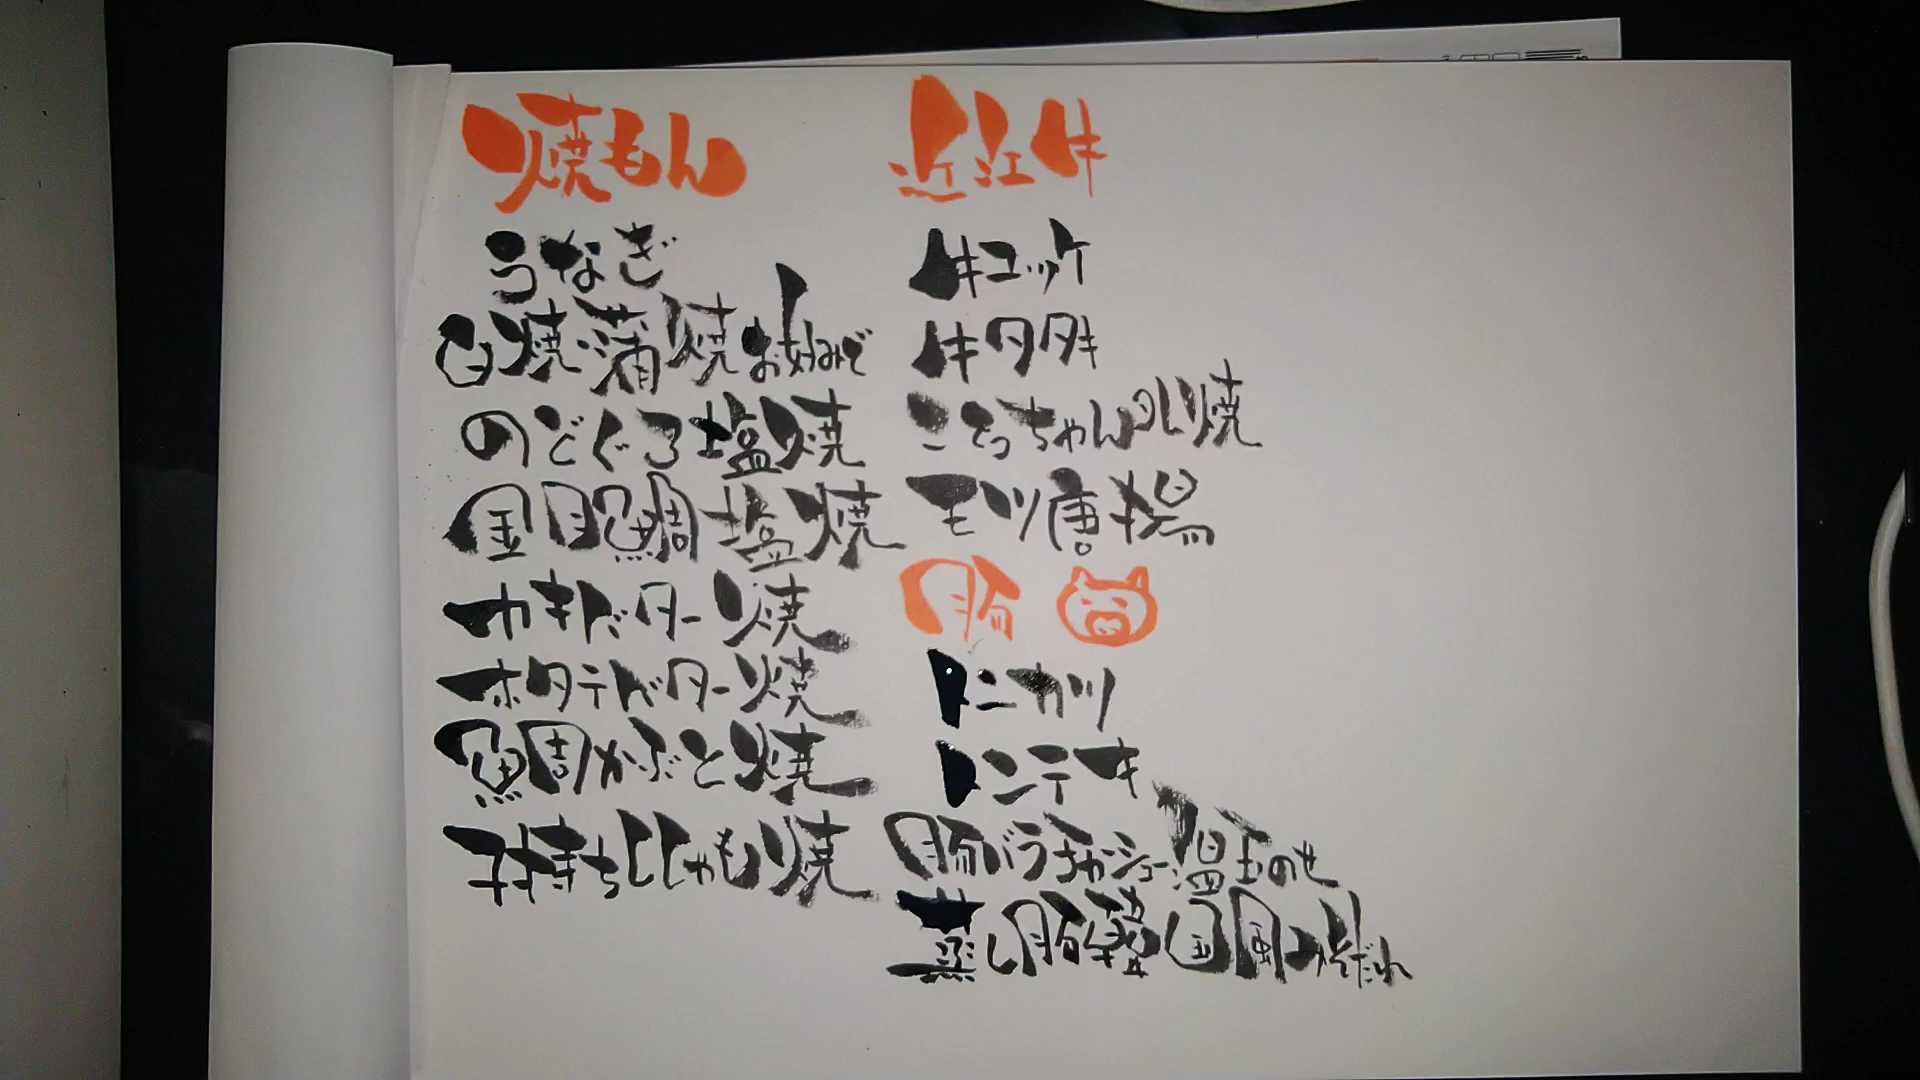 焼もん
うなぎ
白焼・蒲焼お好みで
のどぐろ塩焼
金目鯛塩焼
カキバター焼
ホタテバター焼
鯛かぶと焼
子持ちししゃも焼
近江牛
牛ユッケ
牛タタキ
こてっちゃんタレ焼
モツ唐揚
豚
トンカツ
トンテキ
豚バラチャーシュー温玉のせ
蒸し豚韓国風みそだれ